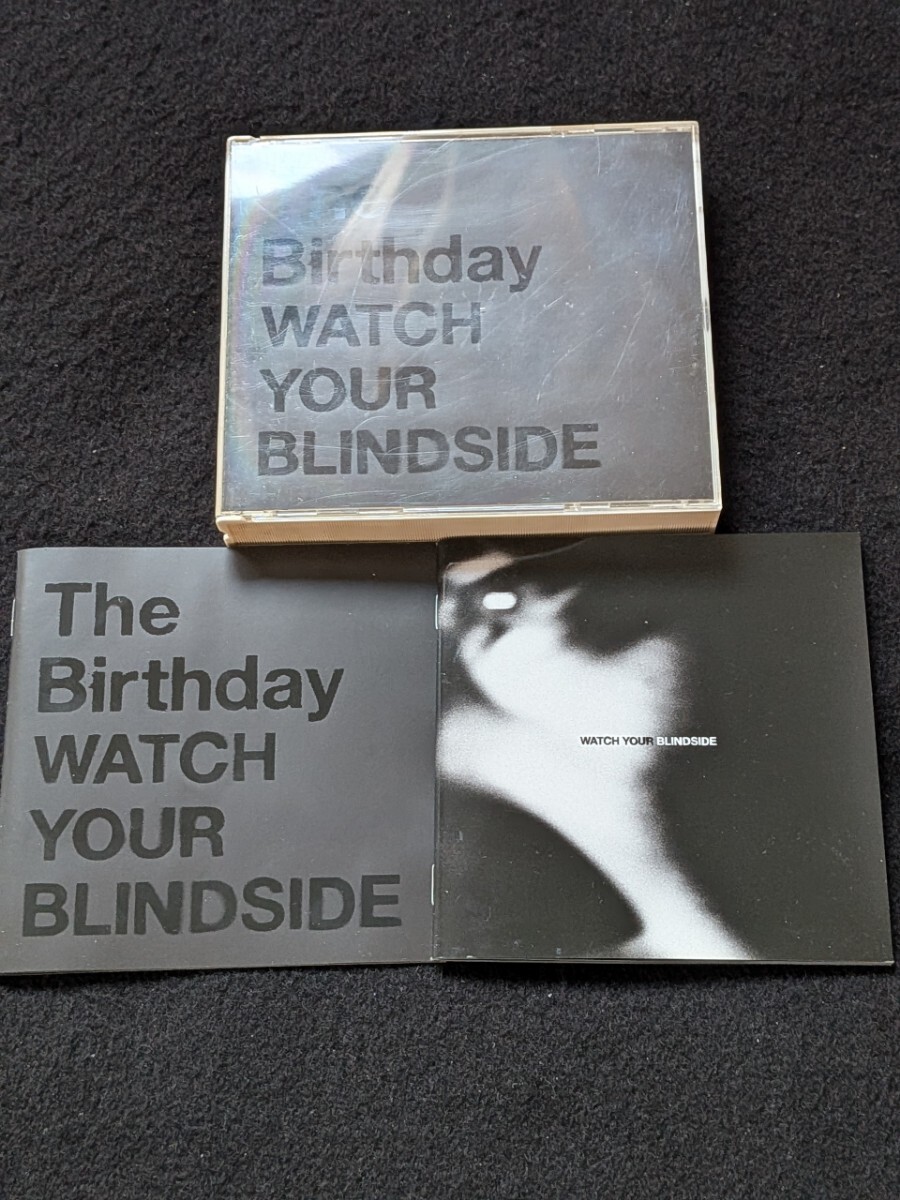 Birthday
WATCH
YOUR
BLINDSIDE
The
Birthday
WATCH
YOUR
BLINDSIDE
WATCH YOUR BLINDSIDE